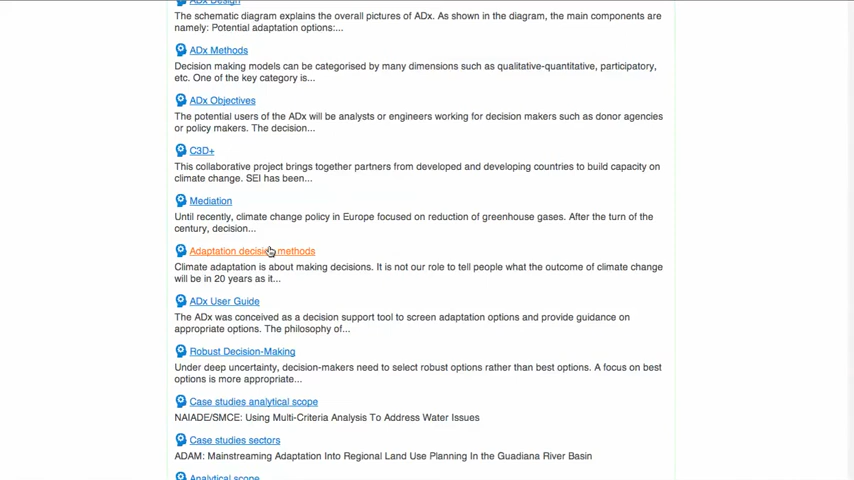 ADx Design
The schematic diagram explains the overall pictures of ADx. As shown in the diagram, the main components are
namely: Potential adaptation options:...
ADx Methods
Decision making models can be categorised by many dimensions such as qualitative-quantitative, participatory,
etc. One of the key category is...
ADx Objectives
The potential users of the ADx will be analysts or engineers working for decision makers such as donor agencies
or policy makers. The decision...
C3D+
This collaborative project brings together partners from developed and developing countries to build capacity on
climate change. SEI has been...
Mediation
Until recently, climate change policy in Europe focused on reduction of greenhouse gases. After the turn of the
century, decision...
Adaptation decision methods
Climate adaptation is about making decisions. It is not our role to tell people what the outcome of climate change
will be in 20 years as it...
ADx User Guide
The ADx was conceived as a decision support tool to screen adaptation options and provide guidance on
appropriate options. The philosophy of...
Robust Decision-Making
Under deep uncertainty, decision-makers need to select robust options rather than best options. A focus on best
options is more appropriate...
Case studies analytical scope
NAIADE/SMCE: Using Multi-Criteria Analysis To Address Water Issues
Case studies sectors
ADAM: Mainstreaming Adaptation Into Regional Land Use Planning In the Guadiana River Basin
Analytical scope